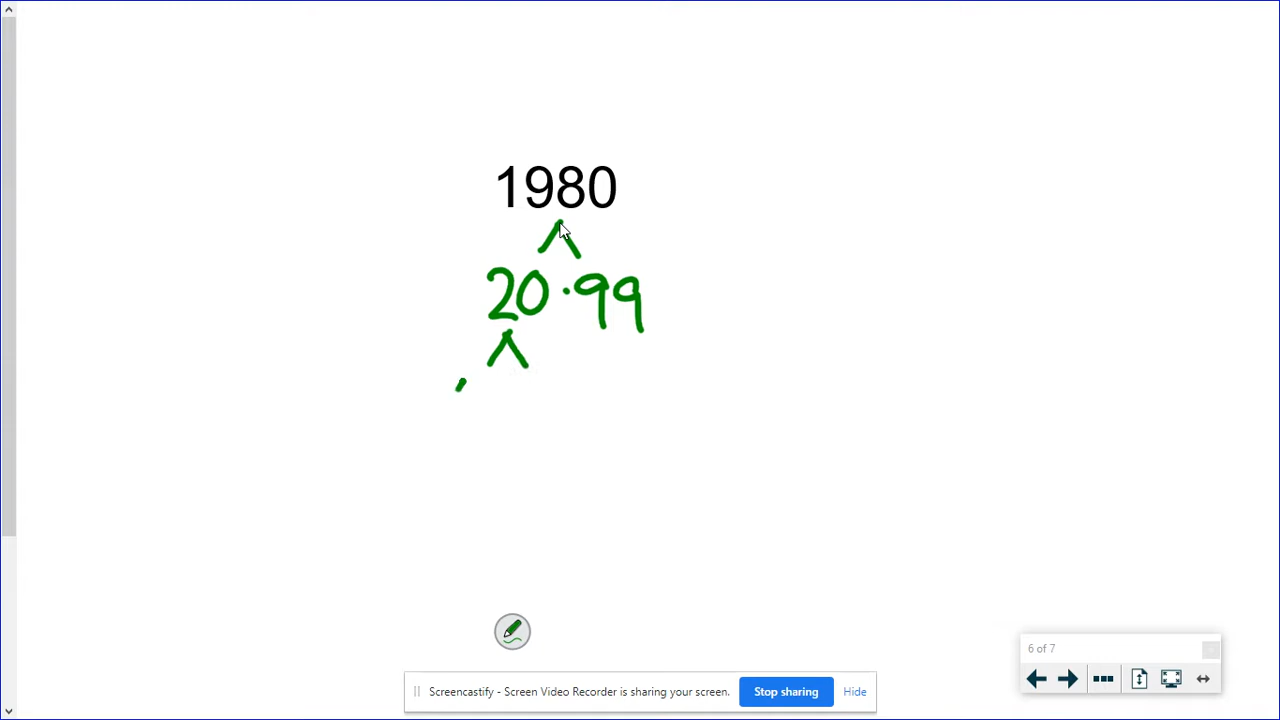 1980
20·99
6 of 7
Screencastify - Screen Video Recorder is sharing your screen. Stop sharing Hide